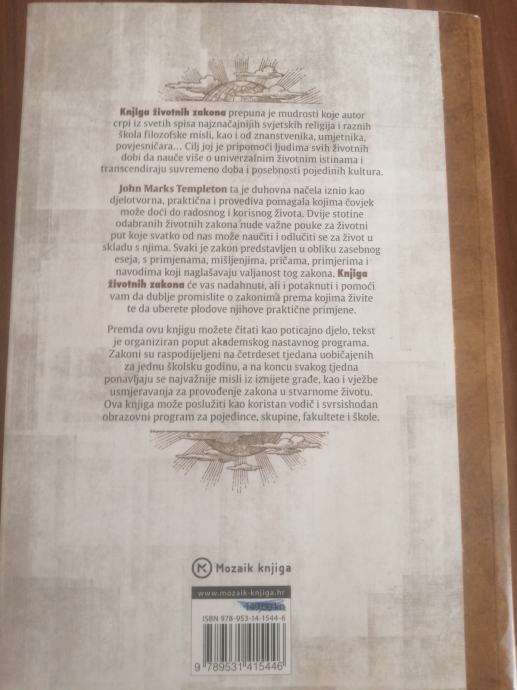 Knjiga životnih zakona prepuna je mudrosti koje autor
crpi iz svetih spisa najznačajnijih svjetskih religija i raznih
škola filozofske misli, kao i od znanstvenika, umjetnika,
povjesničara... Cilj joj je pripomoći ljudima svih životnih
dobi da nauče više o univerzalnim životnim istinama i
transcendiraju suvremeno doba i posebnosti pojedinih kultura.
John Marks Templeton ta je duhovna načela iznio kao
djelotvorna, praktična i provediva pomagala kojima čovjek
može doći do radosnog i korisnog života. Dvije stotine
odabranih životnih zakona nude važne pouke za životni
put koje svatko od nas može naučiti i odlučiti se za život u
skladu s njima. Svaki je zakon predstavljen u obliku zasebnog
eseja, s primjenama, mišljenjima, pričama, primjerima i
navodima koji naglašavaju valjanost tog zakona. Knjiga
životnih zakona će vas nadahnuti, ali i potaknuti i pomoći
vam da dublje promislite o zakonima prema kojima živite
te da uberete plodove njihove praktične primjene.
Premda ovu knjigu možete čitati kao poticajno djelo, tekst
je organiziran poput akademskog nastavnog programa.
Zakoni su raspodijeljeni na četrdeset tjedana uobičajenih
za jednu školsku godinu, a na koncu svakog tjedna
ponavljaju se najvažnije misli iz iznijete građe, kao i vježbe
usmjeravanja za provođenje zakona u stvarnome životu.
Ova knjiga može poslužiti kao koristan vodič i svrsishodan
obrazovni program za pojedince, skupine, fakultete i škole.
Mozaik knjiga
www.mozaik-knjiga.hr
149,00 kn
ISBN 978-953-14-1544-6
9 789531 415446